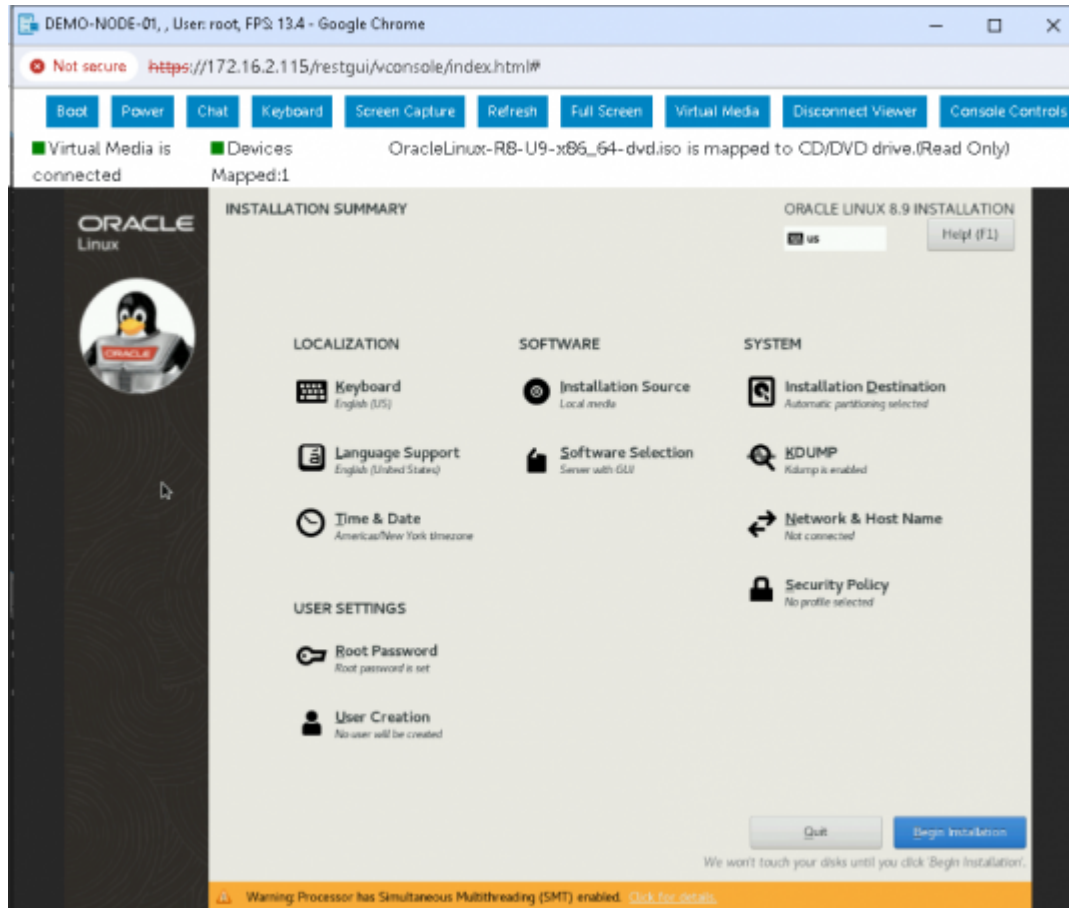 DEMO-NODE-01, , User: root, FPS: 13.4 - Google Chrome
Not secure https://172.16.2.115/restgui/vconsole/index.html#
Boot Power Chat Keyboard Screen Capture Refresh Full Screen Virtual Media Disconnect Viewer Console Controls
Virtual Media is connected
Devices Mapped:1
OracleLinux-R8-U9-x86_64-dvd.iso is mapped to CD/DVD drive.(Read Only)
ORACLE
Linux
ORACLE
INSTALLATION SUMMARY
ORACLE LINUX 8.9 INSTALLATION
us
Help! (F1)
LOCALIZATION
Keyboard
English (US)
Language Support
English (United States)
Time & Date
Americas/New York timezone
USER SETTINGS
Root Password
Root password is set
User Creation
No user will be created
SOFTWARE
Installation Source
Local media
Software Selection
Server with GUI
SYSTEM
Installation Destination
Automatic partitioning selected
KDUMP
Kdump is enabled
Network & Host Name
Not connected
Security Policy
No profile selected
Quit
Begin Installation
We won't touch your disks until you click 'Begin Installation'.
Warning: Processor has Simultaneous Multithreading (SMT) enabled. Click for details.